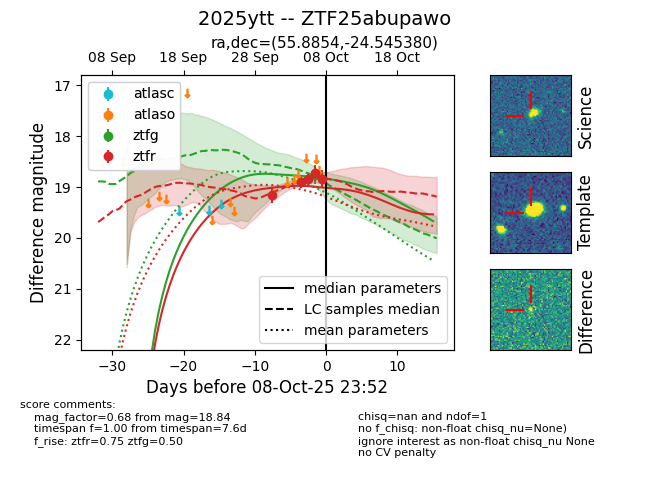 2025ytt -- ZTF25abupawo
ra,dec=(55.8854,-24.545380)
08 Sep 18 Sep 28 Sep 08 Oct 18 Oct
17
18
19
20
21
22
Difference magnitude
atlasc
atlaso
ztfg
ztfr
median parameters
LC samples median
mean parameters
−30 −20 −10 0 10
Days before 08-Oct-25 23:52
Science
Template
Difference
score comments:
mag_factor=0.68 from mag=18.84
timespan f=1.00 from timespan=7.6d
f_rise: ztfr=0.75 ztfg=0.50
chisq=nan and ndof=1
no f_chisq: non-float chisq_nu=None)
ignore interest as non-float chisq_nu None
no CV penalty